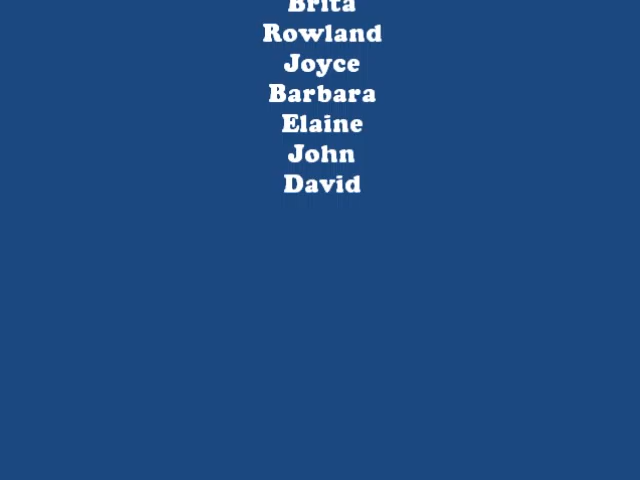 Brita
Rowland
Joyce
Barbara
Elaine
John
David